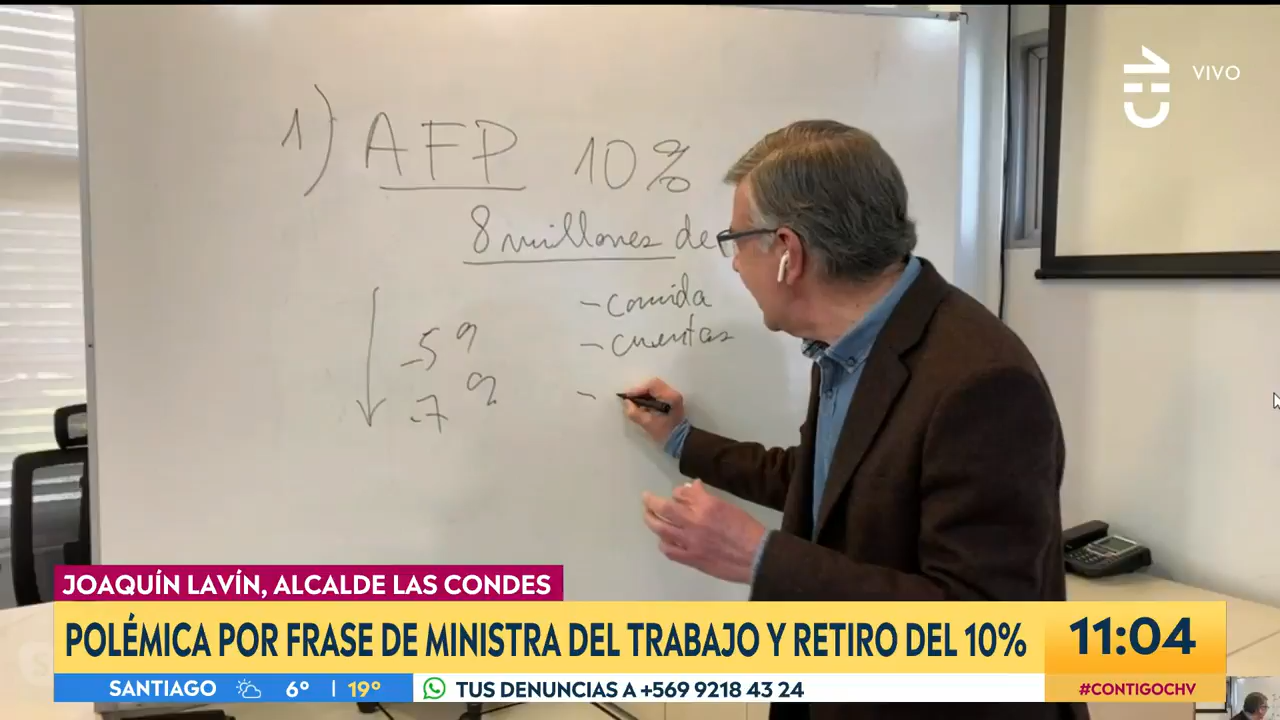 CHV
VIVO
1) AFP 10%
8 millones de
- comida
- cuentas
-
-5
-7
JOAQUÍN LAVÍN, ALCALDE LAS CONDES
POLÉMICA POR FRASE DE MINISTRA DEL TRABAJO Y RETIRO DEL 10%
11:04
SANTIAGO 6° | 19° TUS DENUNCIAS A +569 9218 43 24
#CONTIGOCHV